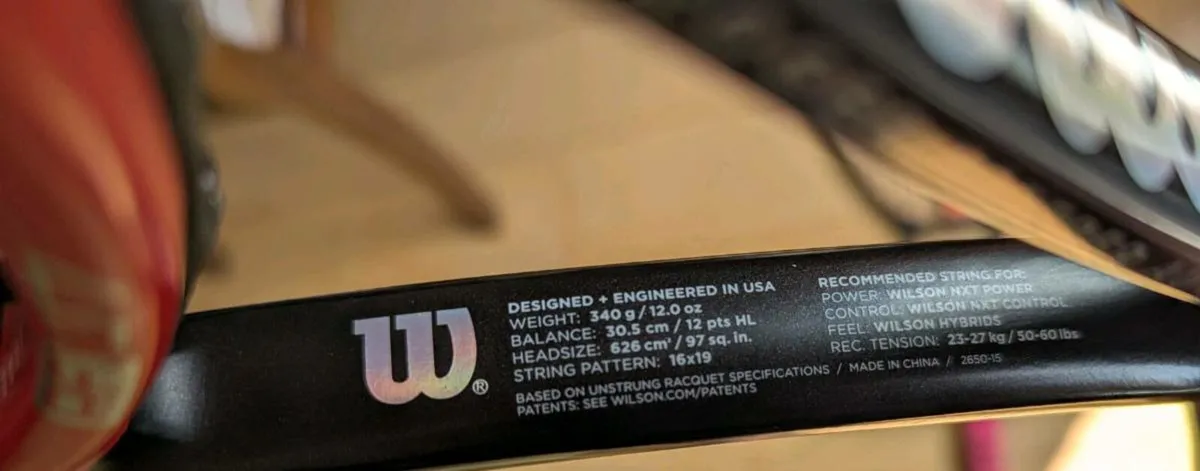 W®
DESIGNED + ENGINEERED IN USA
WEIGHT: 340 g / 12.0 oz
BALANCE: 30.5 cm / 12 pts HL
HEADSIZE: 626 cm² / 97 sq. in.
STRING PATTERN: 16x19
BASED ON UNSTRUNG RACQUET SPECIFICATIONS / MADE IN CHINA / 2650-15
PATENTS: SEE WILSON.COM/PATENTS
RECOMMENDED STRING FOR:
POWER: WILSON NXT POWER
CONTROL: WILSON NXT CONTROL
FEEL: WILSON HYBRIDS
REC. TENSION: 23-27 kg / 50-60 lbs